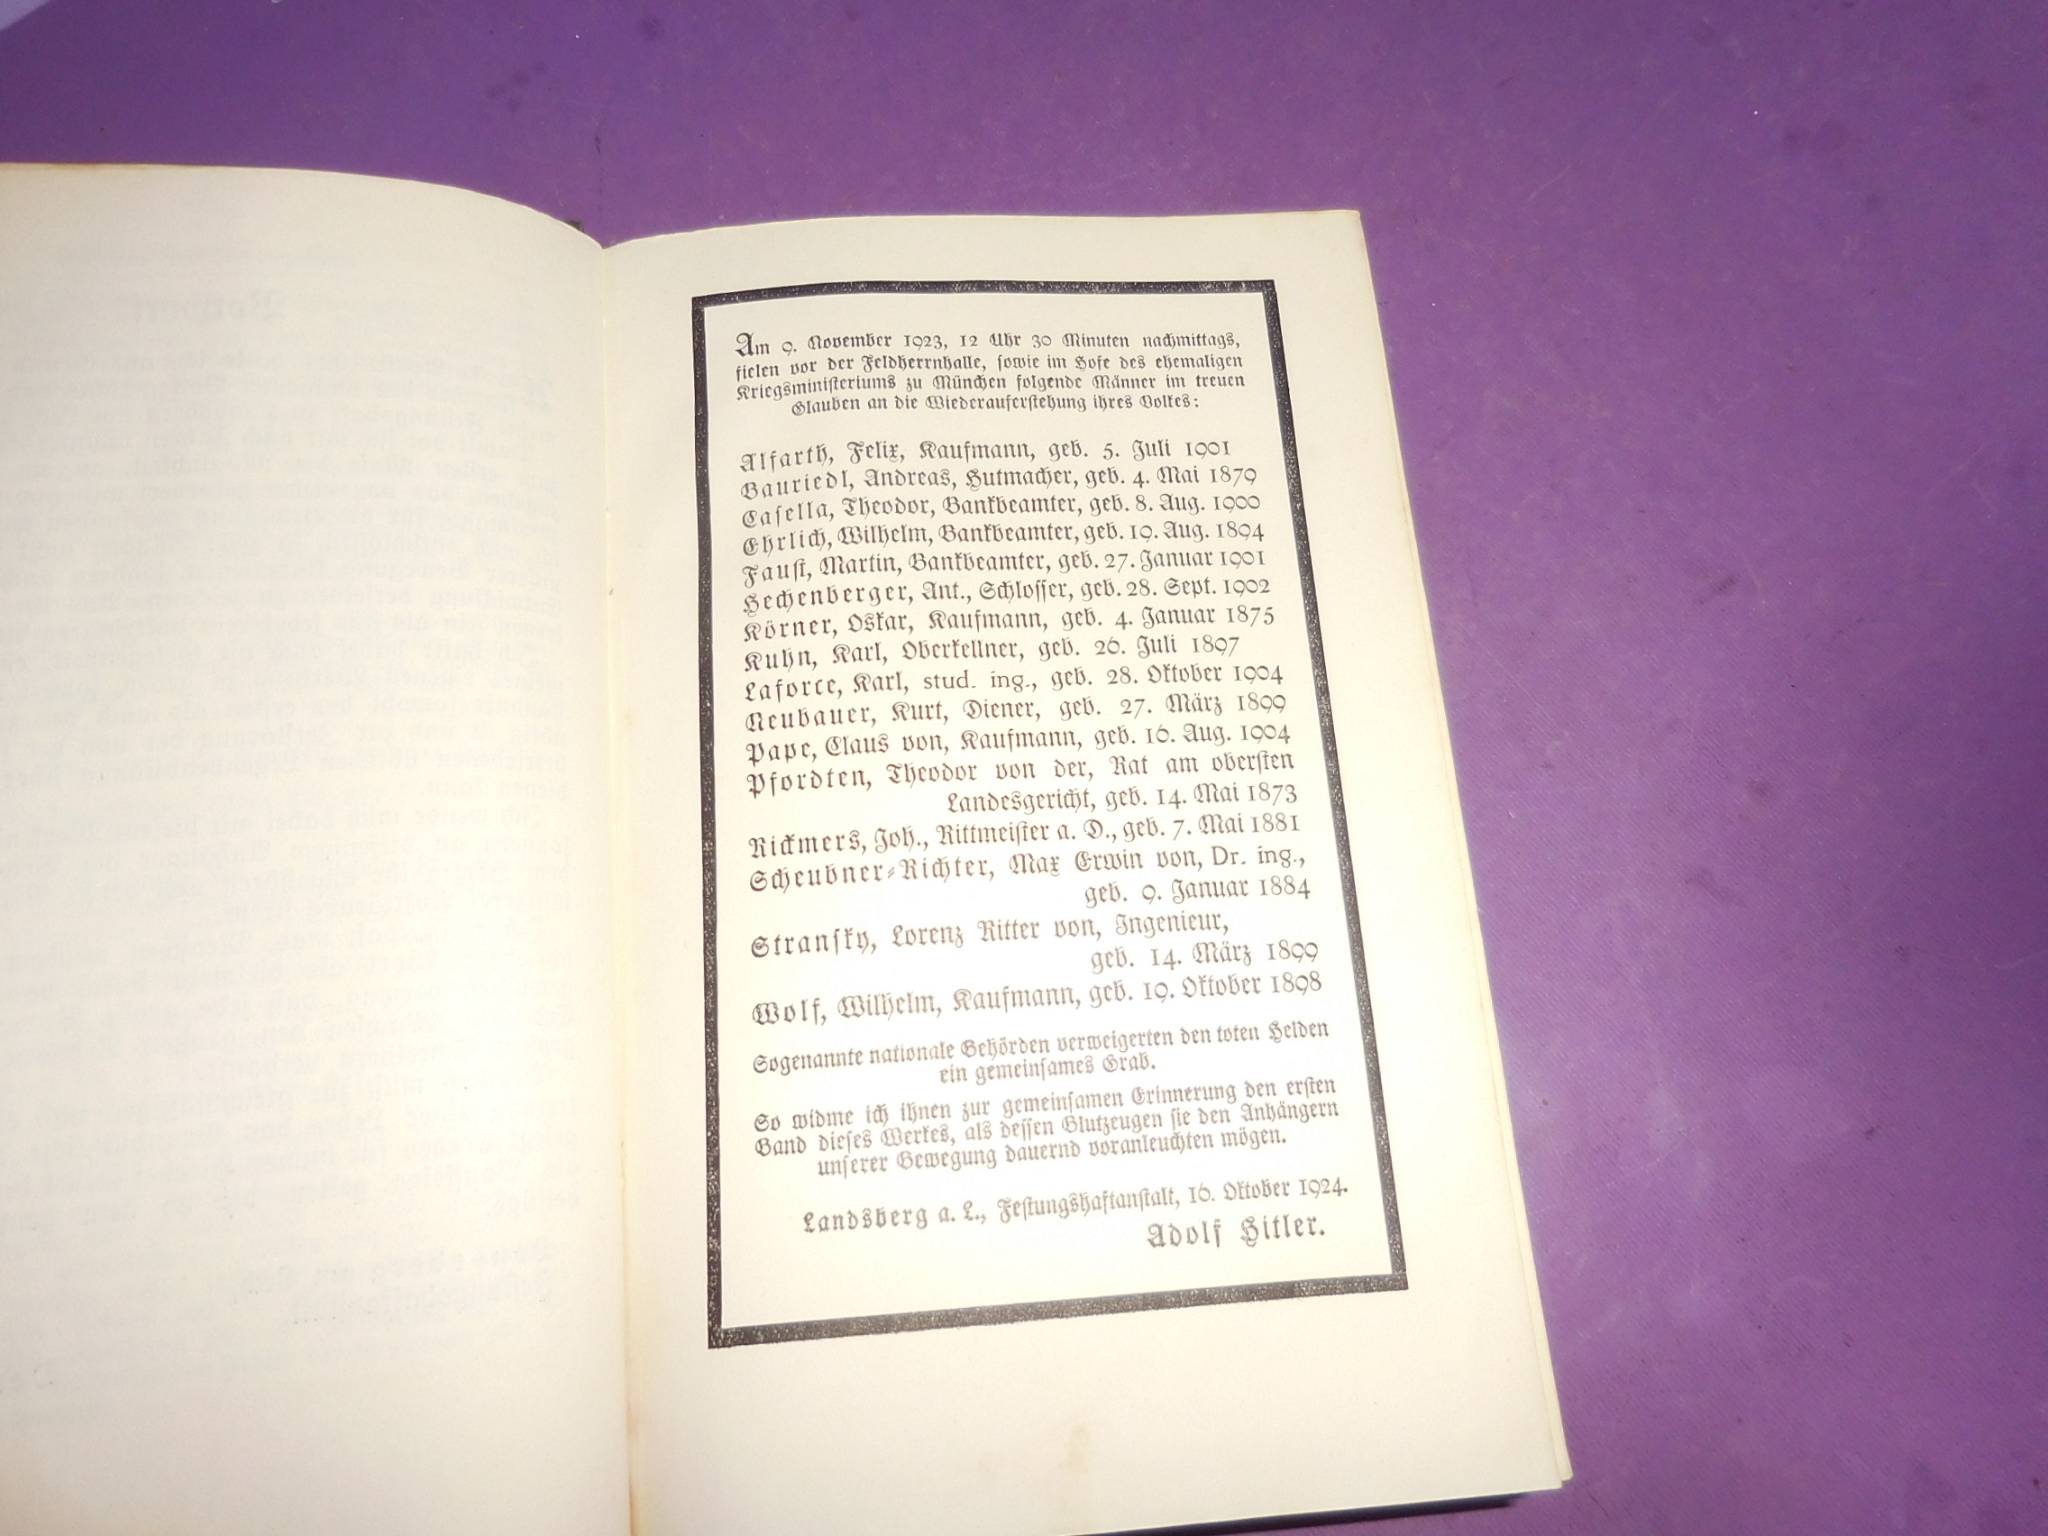 Am 9. November 1923, 12 Uhr 30 Minuten nachmittags,
fielen vor der Feldherrnhalle, sowie im Hofe des ehemaligen
Kriegsministeriums zu München folgende Männer im treuen
Glauben an die Wiederauferstehung ihres Volkes:
Alfarth, Felix, Kaufmann, geb. 5. Juli 1901
Bauriedl, Andreas, Hutmacher, geb. 4. Mai 1879
Casella, Theodor, Bankbeamter, geb. 8. Aug. 1900
Ehrlich, Wilhelm, Bankbeamter, geb. 19. Aug. 1894
Faust, Martin, Bankbeamter, geb. 27. Januar 1901
Hechenberger, Ant., Schlosser, geb. 28. Sept. 1902
Körner, Oskar, Kaufmann, geb. 4. Januar 1875
Kuhn, Karl, Oberkellner, geb. 26. Juli 1897
Laforce, Karl, stud. ing., geb. 28. Oktober 1904
Neubauer, Kurt, Diener, geb. 27. März 1899
Pape, Claus von, Kaufmann, geb. 16. Aug. 1904
Pfordten, Theodor von der, Rat am obersten
Landesgericht, geb. 14. Mai 1873
Rickmers, Joh., Rittmeister a. D., geb. 7. Mai 1881
Scheubner-Richter, Max Erwin von, Dr. ing.,
geb. 9. Januar 1884
Stransky, Lorenz Ritter von, Ingenieur,
geb. 14. März 1899
Wolf, Wilhelm, Kaufmann, geb. 19. Oktober 1898
Sogenannte nationale Behörden verweigerten den toten Helden
ein gemeinsames Grab.
So widme ich ihnen zur gemeinsamen Erinnerung den ersten
Band dieses Werkes, als dessen Blutzeugen sie den Anhängern
unserer Bewegung dauernd voranleuchten mögen.
Landsberg a. L., Festungshaftanstalt, 16. Oktober 1924.
Adolf Hitler.